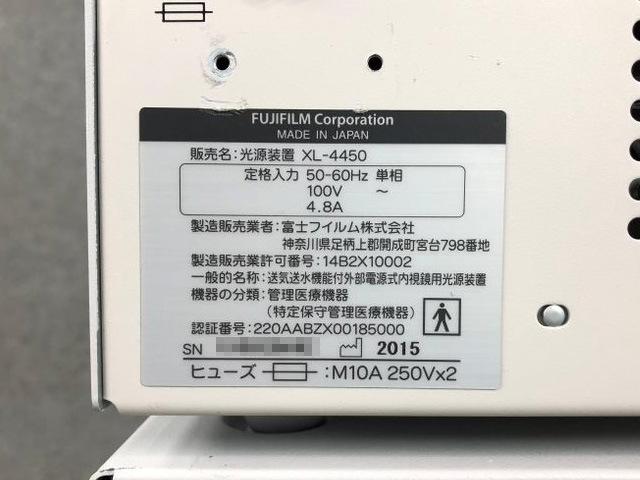 FUJIFILM Corporation
MADE IN JAPAN
販売名：光源装置 XL-4450
定格入力 50-60Hz 単相
100V ～
4.8A
製造販売業者：富士フイルム株式会社
神奈川県足柄上郡開成町宮台798番地
製造販売業許可番号：14B2X10002
一般的名称：送気送水機能付外部電源式内視鏡用光源装置
機器の分類：管理医療機器
（特定保守管理医療機器）
認証番号：220AABZX00185000
SN 2015
ヒューズ ：M10A 250Vx2